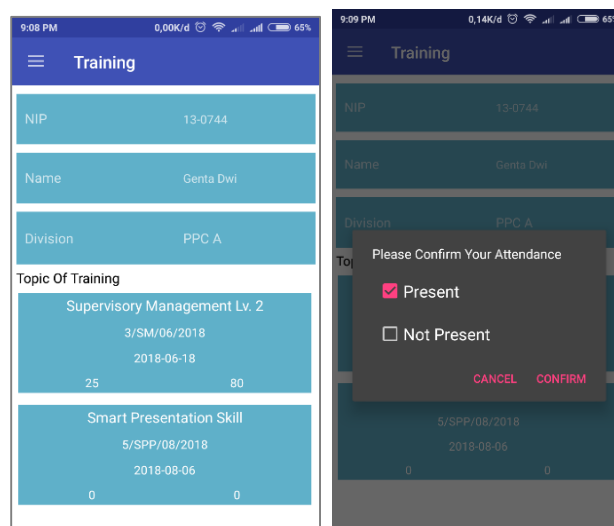 9:08 PM 0,00K/d 65%
Training
NIP 13-0744
Name Genta Dwi
Division PPC A
Topic Of Training
Supervisory Management Lv. 2
3/SM/06/2018
2018-06-18
25 80
Smart Presentation Skill
5/SPP/08/2018
2018-08-06
0 0
9:09 PM 0,14K/d 65%
Training
NIP 13-0744
Name Genta Dwi
Division PPC A
Please Confirm Your Attendance
Present
Not Present
CANCEL CONFIRM
5/SPP/08/2018
2018-08-06
0 0